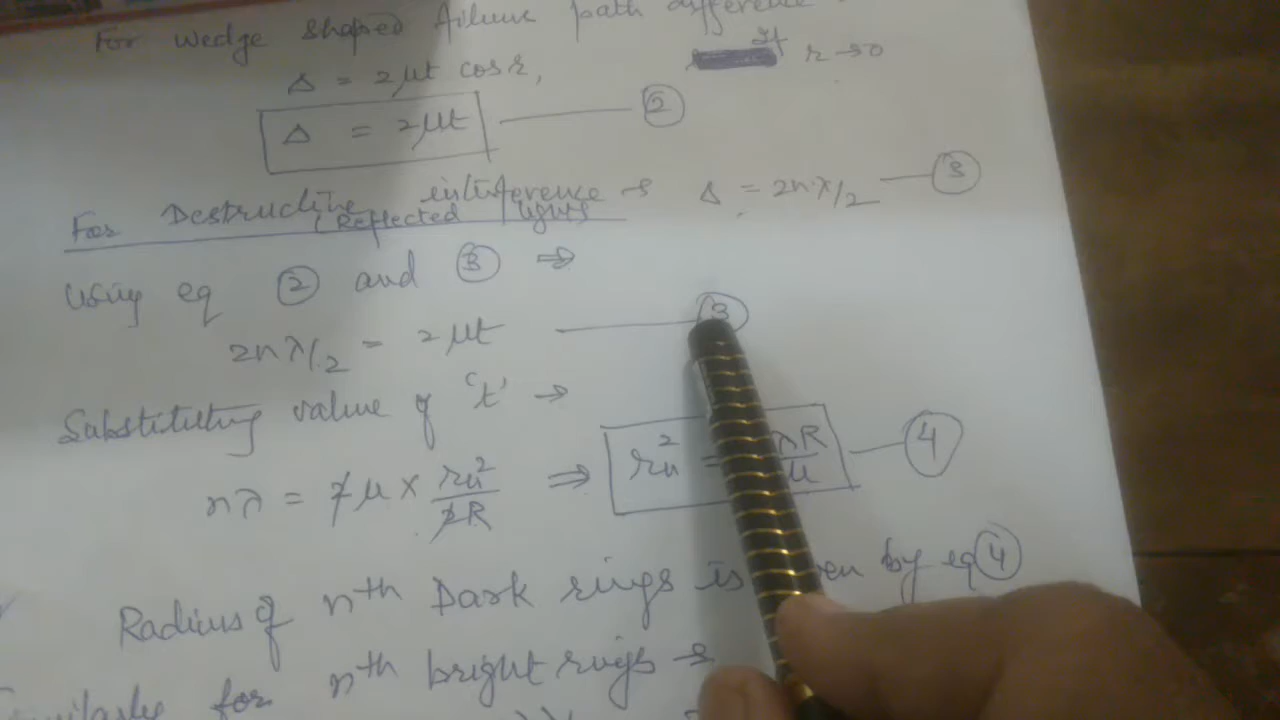 For wedge shaped Film path difference
Δ = 2μt cos r, If r → 0
Δ = 2μt — ②
For Destructive interference → Δ = 2n λ/2 — ③
(Reflected light)
Using eq ② and ③ ⇒
2n λ/2 = 2μt — ③
Substituting value of 't' →
nλ = 2μ × rn²/2R ⇒ rn² = λR/μ — ④
Radius of nth Dark rings is by eq ④
for nth bright rings →